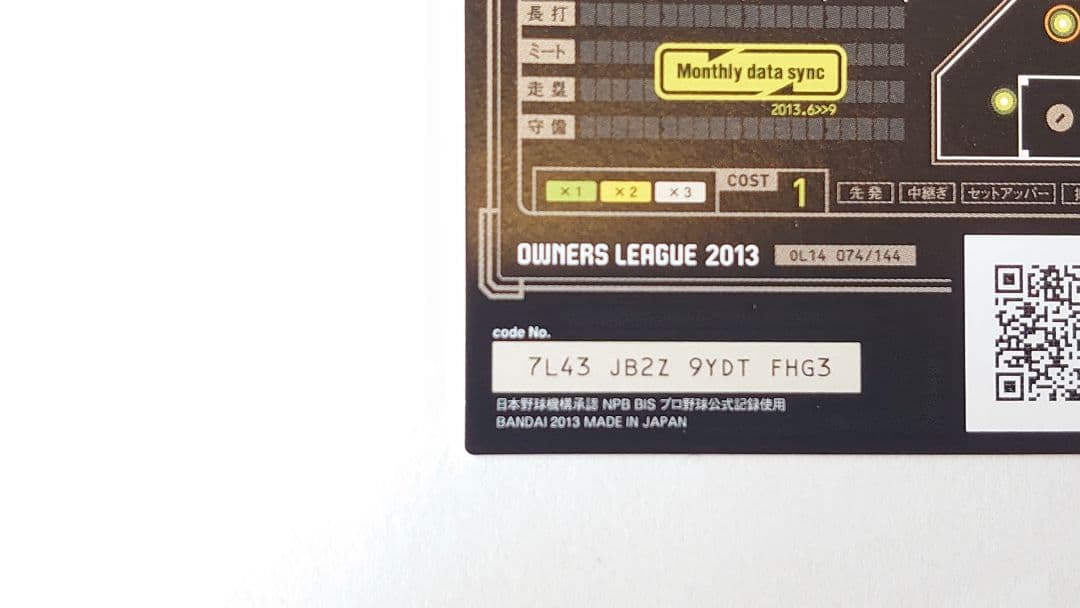 長打
ミート
Monthly data sync
走塁
2013.6>>9
守備
×1 ×2 ×3 COST 1 先発 中継ぎ セットアッパー
OWNERS LEAGUE 2013 OL14 074/144
code No.
7L43 JB2Z 9YDT FHG3
日本野球機構承認 NPB BIS プロ野球公式記録使用
BANDAI 2013 MADE IN JAPAN